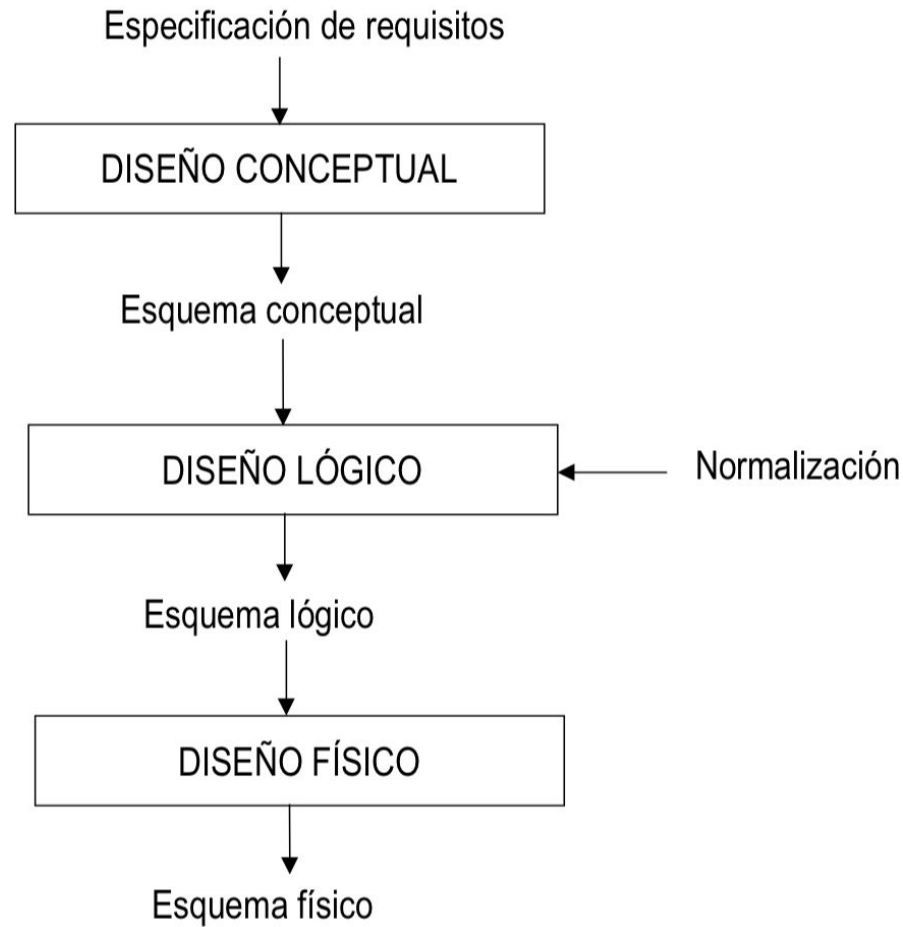 Especificación de requisitos
DISEÑO CONCEPTUAL
Esquema conceptual
DISEÑO LÓGICO
Normalización
Esquema lógico
DISEÑO FÍSICO
Esquema físico